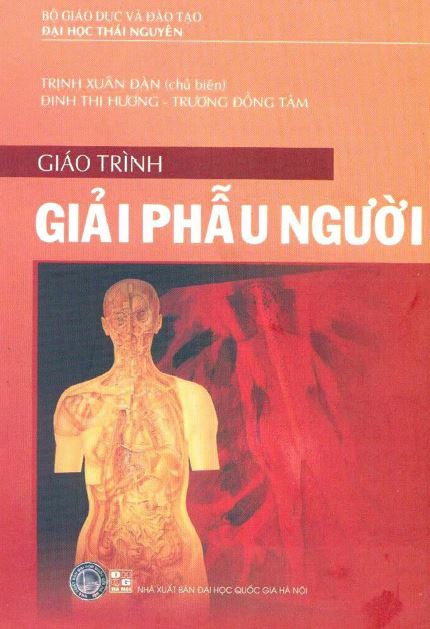 BỘ GIÁO DỤC VÀ ĐÀO TẠO
ĐẠI HỌC THÁI NGUYÊN
TRỊNH XUÂN ĐÀN (chủ biên)
ĐINH THỊ HƯƠNG - TRƯƠNG ĐỒNG TÂM
GIÁO TRÌNH
GIẢI PHẪU NGƯỜI
NHÀ XUẤT BẢN ĐẠI HỌC QUỐC GIA HÀ NỘI